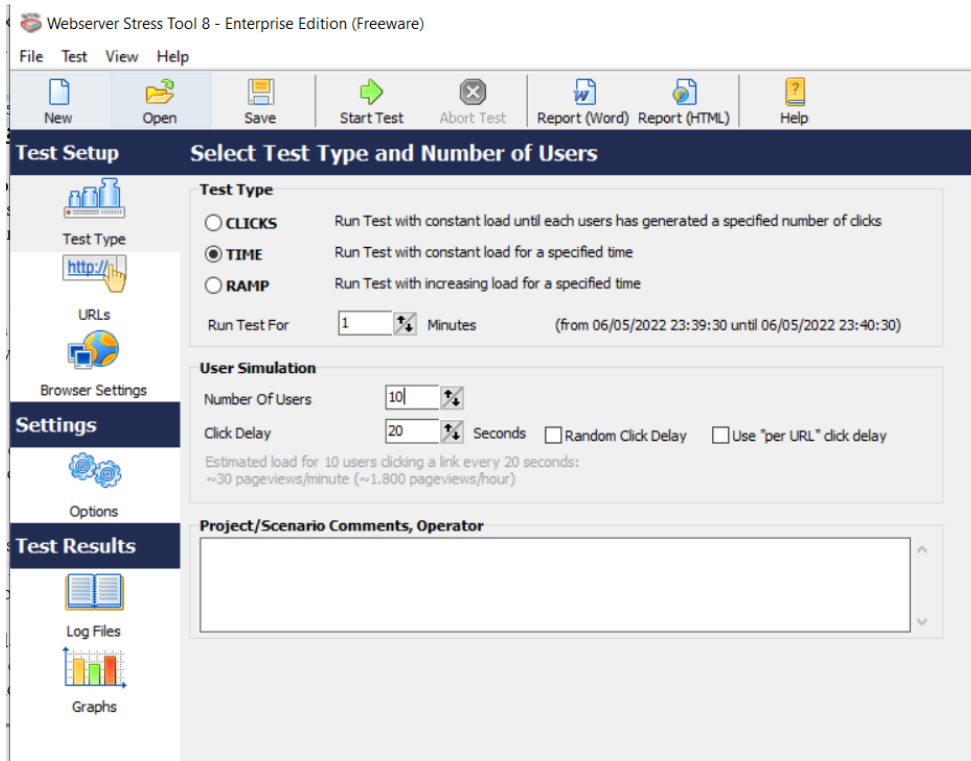 Webserver Stress Tool 8 - Enterprise Edition (Freeware)
File Test View Help
New Open Save Start Test Abort Test Report (Word) Report (HTML) Help
Test Setup
Test Type
http://
URLs
Browser Settings
Settings
Options
Test Results
Log Files
Graphs
Select Test Type and Number of Users
Test Type
CLICKS Run Test with constant load until each users has generated a specified number of clicks
TIME Run Test with constant load for a specified time
RAMP Run Test with increasing load for a specified time
Run Test For 1 Minutes (from 06/05/2022 23:39:30 until 06/05/2022 23:40:30)
User Simulation
Number Of Users 10
Click Delay 20 Seconds Random Click Delay Use "per URL" click delay
Estimated load for 10 users clicking a link every 20 seconds:
~30 pageviews/minute (~1.800 pageviews/hour)
Project/Scenario Comments, Operator